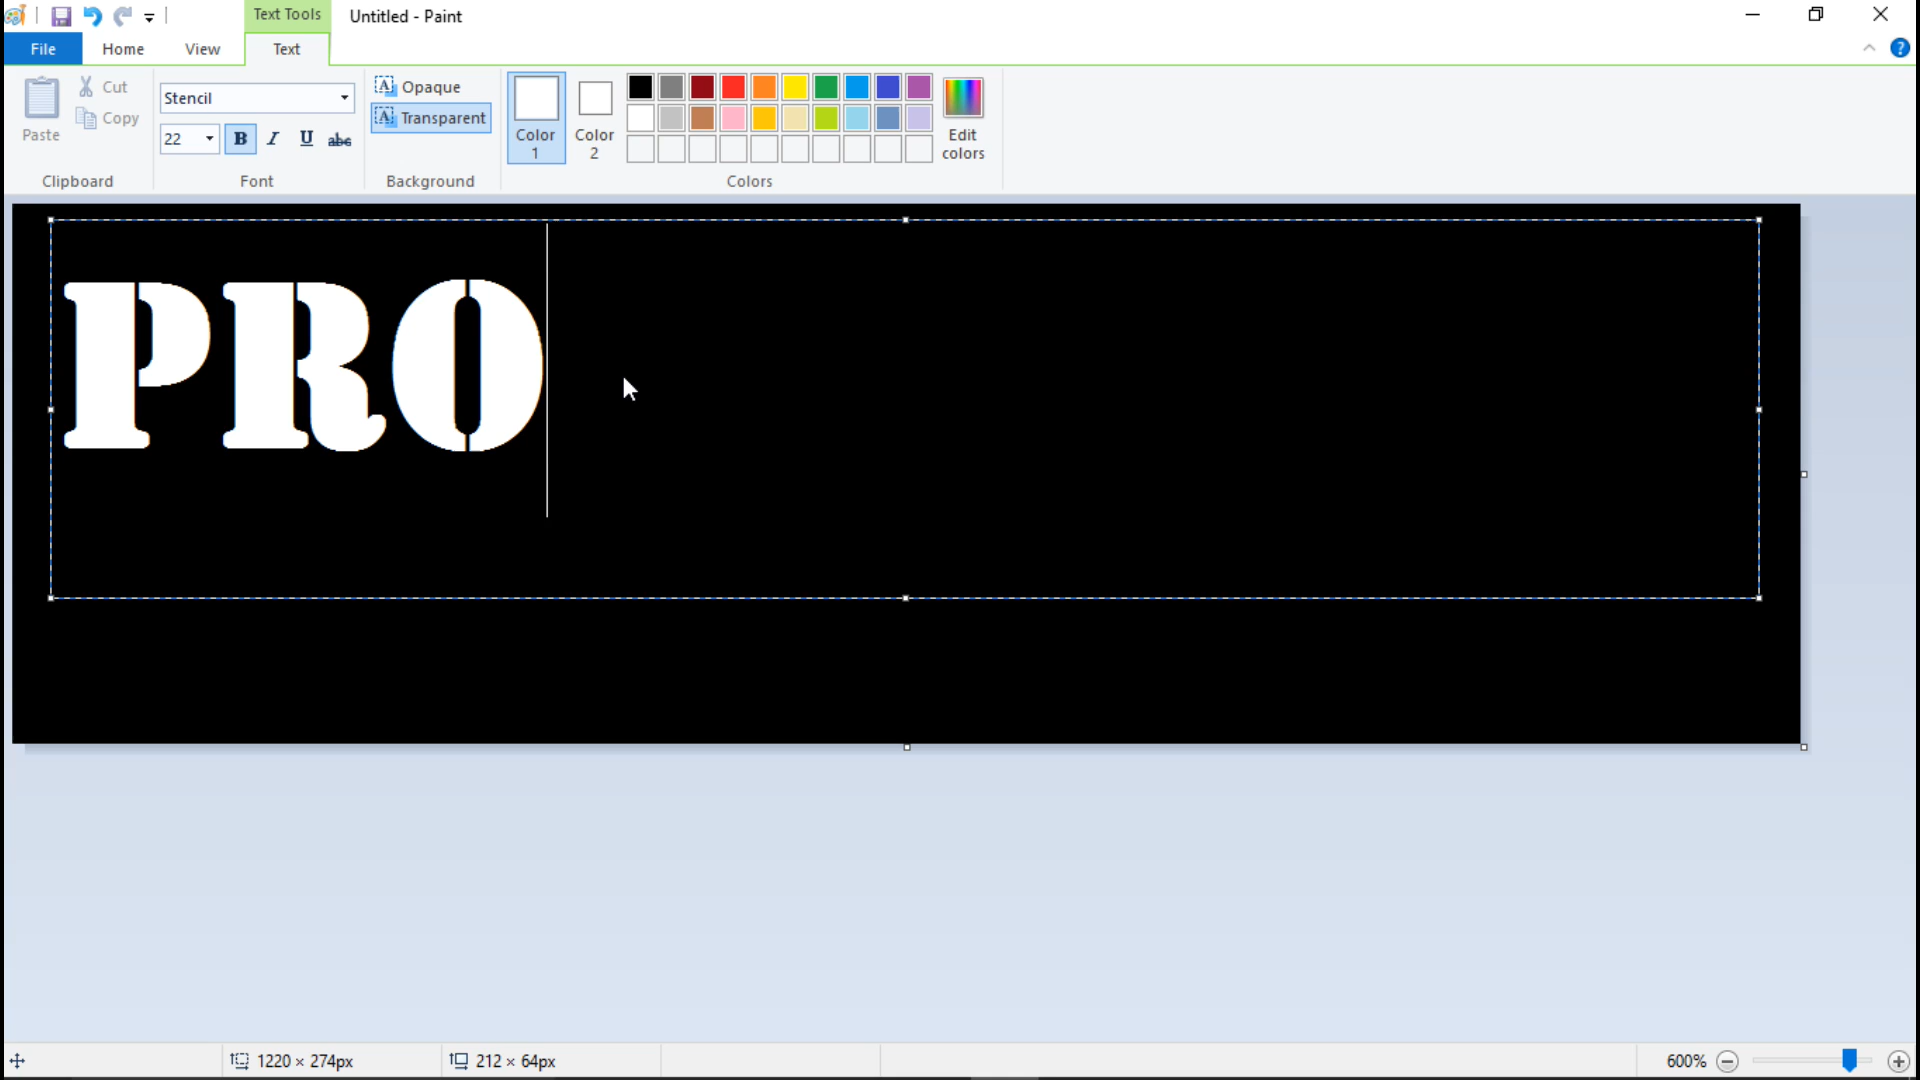 Text Tools
Untitled - Paint
File
Home
View
Text
Paste
Cut
Copy
Clipboard
Stencil
22
B I U abc
Font
Opaque
Transparent
Background
Color
1
Color
2
Edit
colors
Colors
PRO
1220 × 274px
212 × 64px
600%